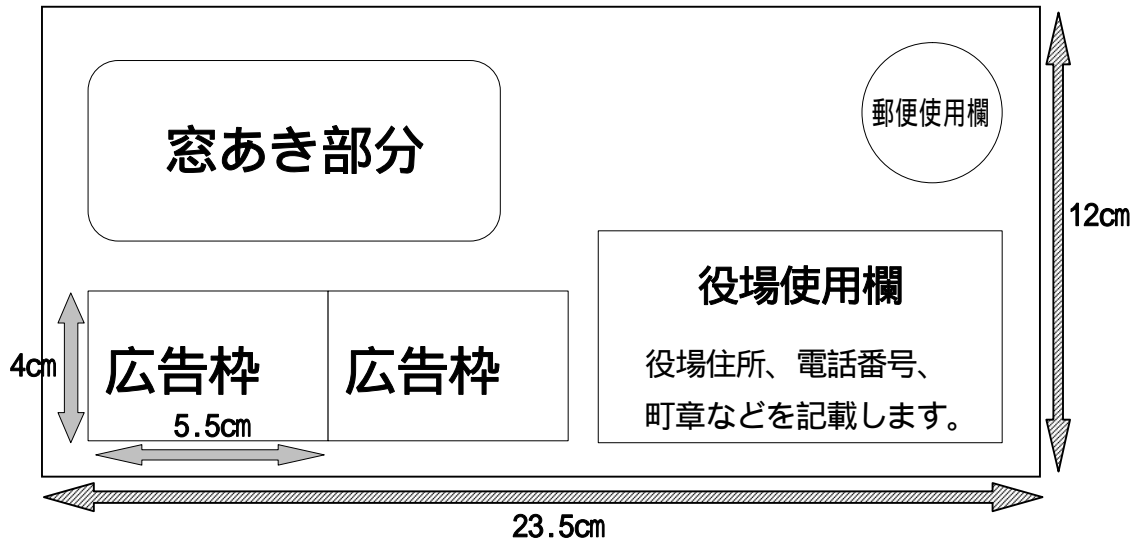 郵便使用欄
窓あき部分
12cm
役場使用欄
役場住所、電話番号、
町章などを記載します。
4cm
広告枠
広告枠
5.5cm
23.5cm